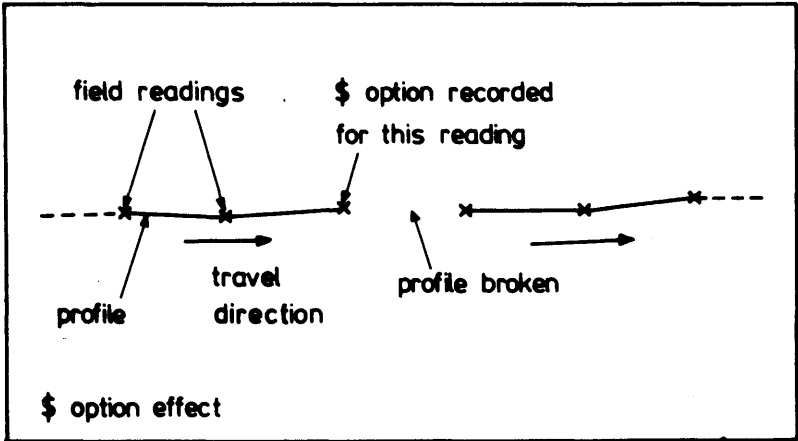 field readings
$ option recorded
for this reading
travel
direction
profile broken
profile
$ option effect